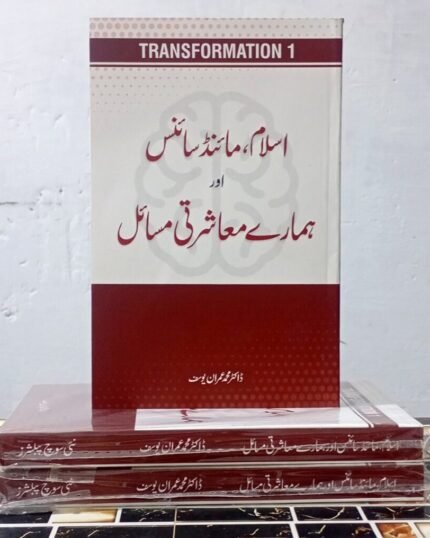 TRANSFORMATION 1
اسلام، مائنڈ سائنس
اور
ہمارے معاشرتی مسائل
ڈاکٹر محمد عمران یوسف
اسلام، مائنڈ سائنس اور ہمارے معاشرتی مسائل ڈاکٹر محمد عمران یوسف نئی سوچ پبلشرز
اسلام، مائنڈ سائنس اور ہمارے معاشرتی مسائل ڈاکٹر محمد عمران یوسف نئی سوچ پبلشرز